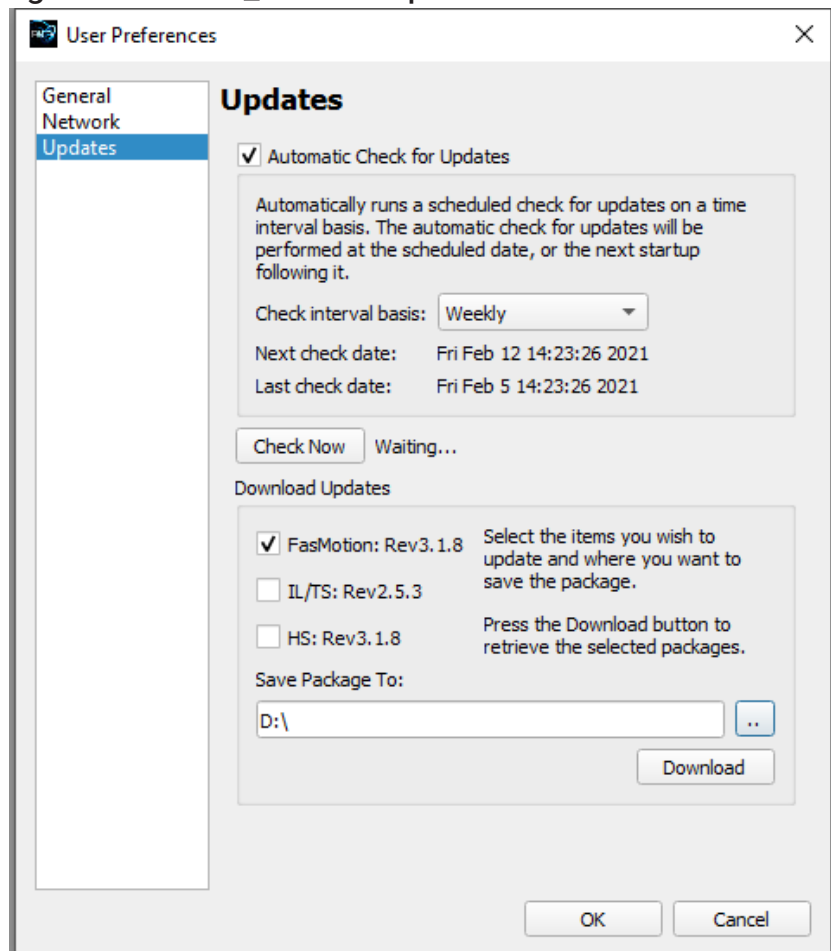 User Preferences
General
Network
Updates
Updates
Automatic Check for Updates
Automatically runs a scheduled check for updates on a time
interval basis. The automatic check for updates will be
performed at the scheduled date, or the next startup
following it.
Check interval basis: Weekly
Next check date: Fri Feb 12 14:23:26 2021
Last check date: Fri Feb 5 14:23:26 2021
Check Now Waiting...
Download Updates
FasMotion: Rev3.1.8
IL/TS: Rev2.5.3
HS: Rev3.1.8
Select the items you wish to
update and where you want to
save the package.
Press the Download button to
retrieve the selected packages.
Save Package To:
D:\
..
Download
OK Cancel